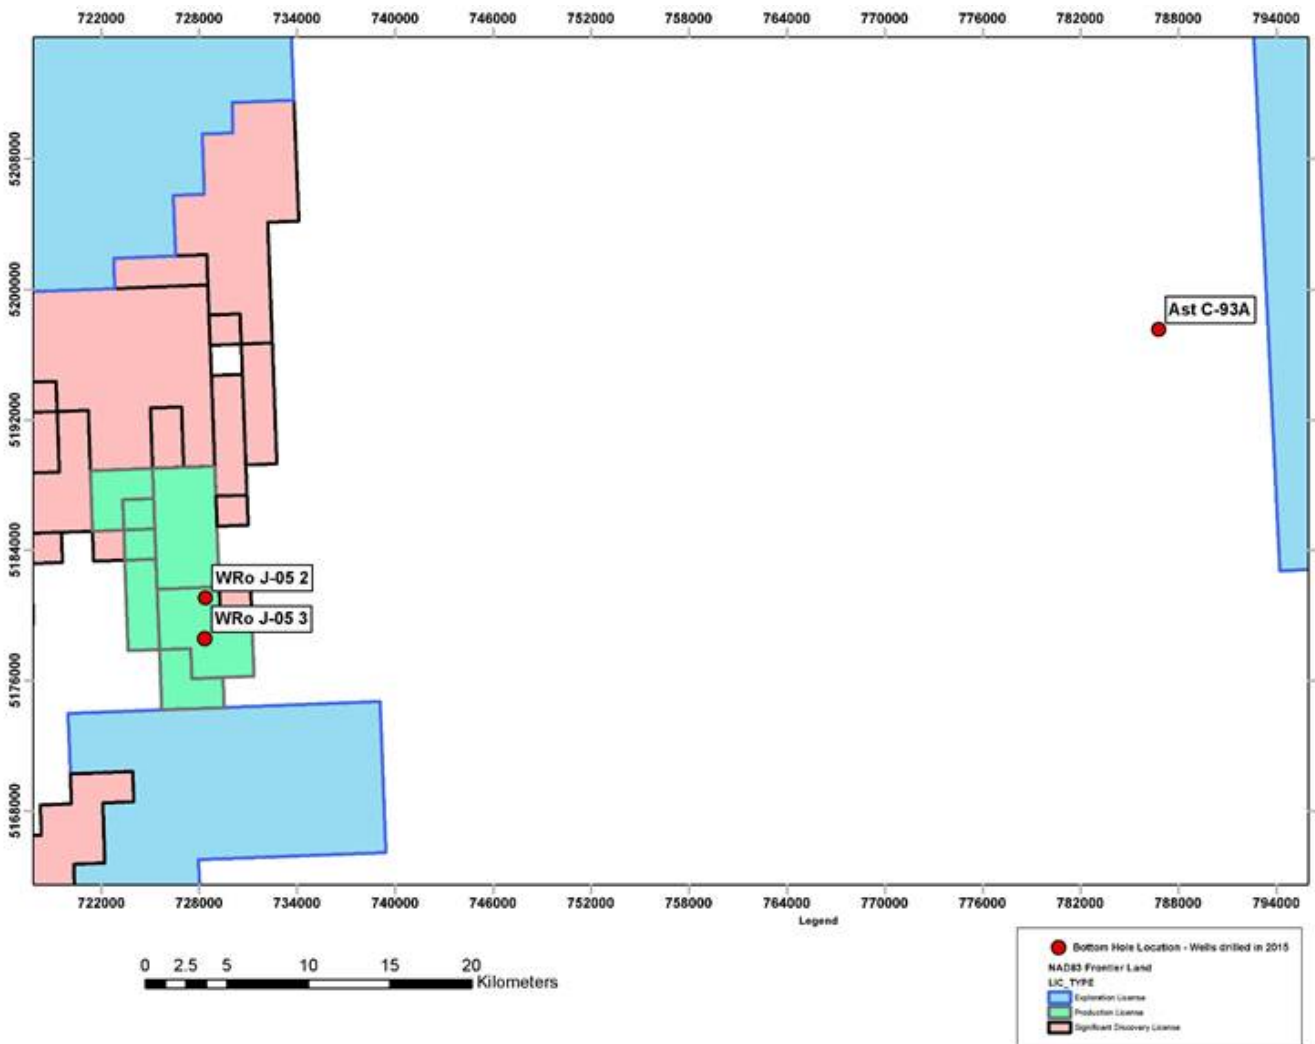 722000 728000 734000 740000 746000 752000 758000 764000 770000 776000 782000 788000 794000
5208000
5200000
5192000
5184000
5176000
5168000
Ast C-93A
WRo J-05 2
WRo J-05 3
722000 728000 734000 740000 746000 752000 758000 764000 770000 776000 782000 788000 794000
Legend
0 2.5 5 10 15 20
Kilometers
Bottom Hole Location - Wells drilled in 2015
NAD83 Frontier Land
LIC_TYPE
Exploration License
Production License
Significant Discovery License